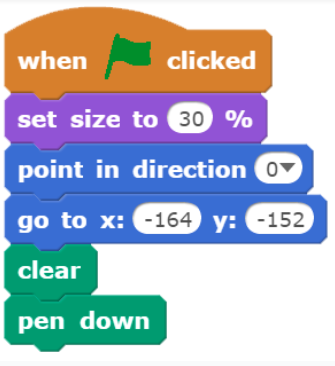 when clicked
set size to 30 %
point in direction 0▼
go to x: -164 y: -152
clear
pen down